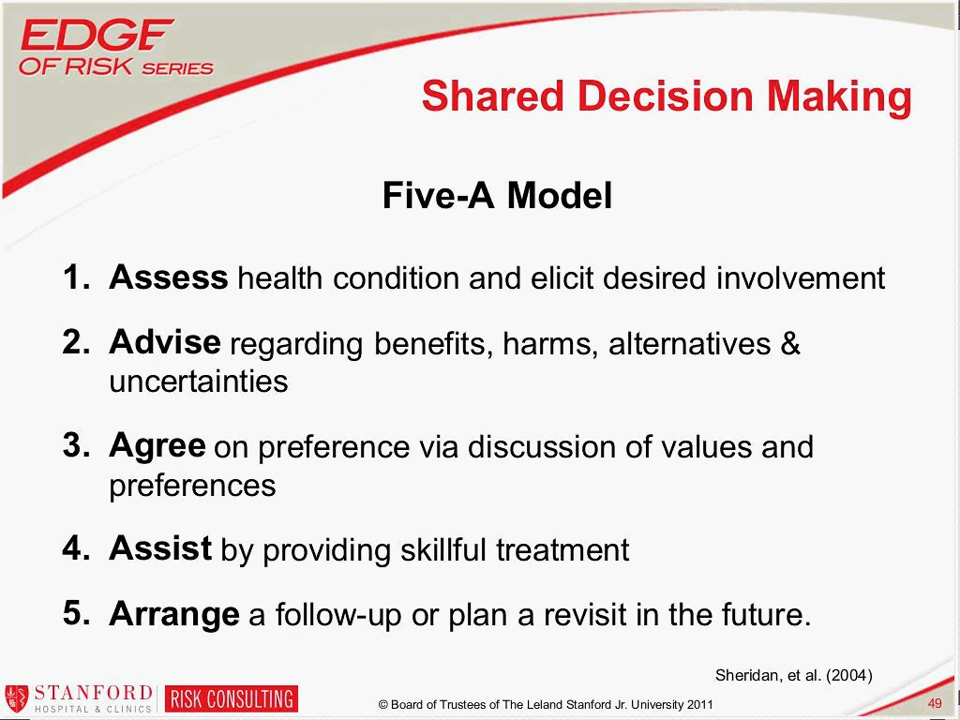 EDGE
OF RISK SERIES
Shared Decision Making
Five-A Model
1. Assess health condition and elicit desired involvement
2. Advise regarding benefits, harms, alternatives &
uncertainties
3. Agree on preference via discussion of values and
preferences
4. Assist by providing skillful treatment
5. Arrange a follow-up or plan a revisit in the future.
Sheridan, et al. (2004)
STANFORD
HOSPITAL & CLINICS
RISK CONSULTING
© Board of Trustees of The Leland Stanford Jr. University 2011
49